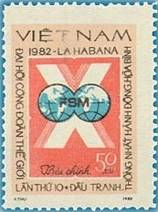 VIỆT NAM
1982 - LA HABANA
ĐẠI HỘI CÔNG ĐOÀN THẾ GIỚI
FSM
Bưu chính
50 XU
LẦN THỨ 10 • ĐẤU TRANH
THỐNG NHẤT HÀNH ĐỘNG, HÒA BÌNH
1982